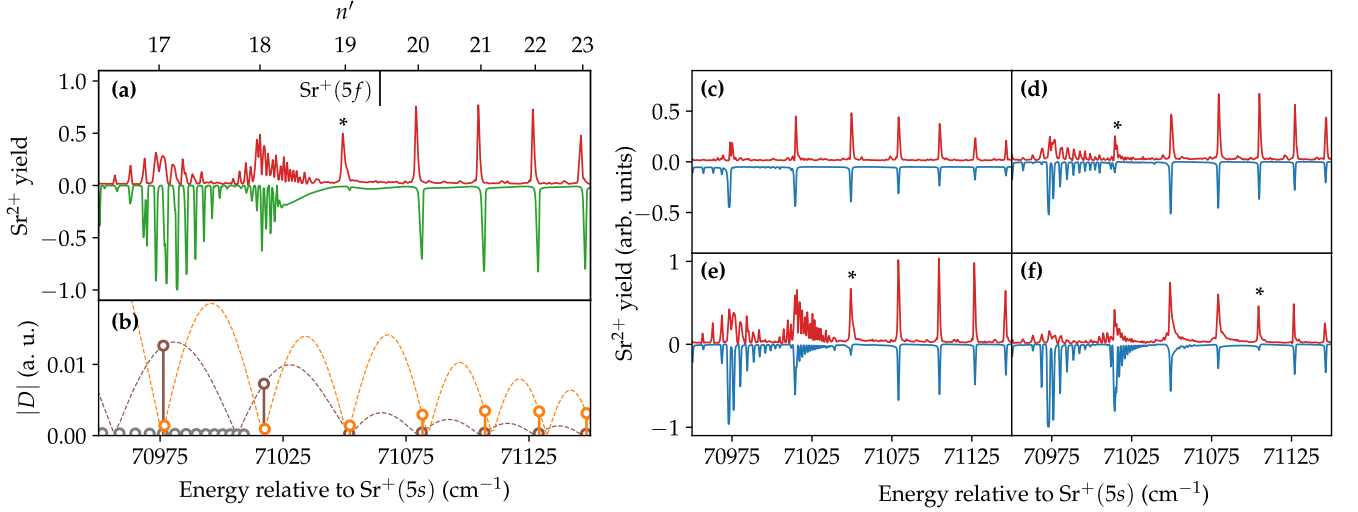 n′
17 18 19 20 21 22 23
(a)
Sr⁺(5f)
*
1.0
0.5
0.0
−0.5
−1.0
Sr²⁺ yield
(b)
0.01
0.00
|D| (a. u.)
70975 71025 71075 71125
Energy relative to Sr⁺(5s) (cm⁻¹)
(c)
(d)
*
0.5
0.0
−0.5
Sr²⁺ yield (arb. units)
(e)
*
(f)
*
1
0
−1
70975 71025 71075 71125 70975 71025 71075 71125
Energy relative to Sr⁺(5s) (cm⁻¹)